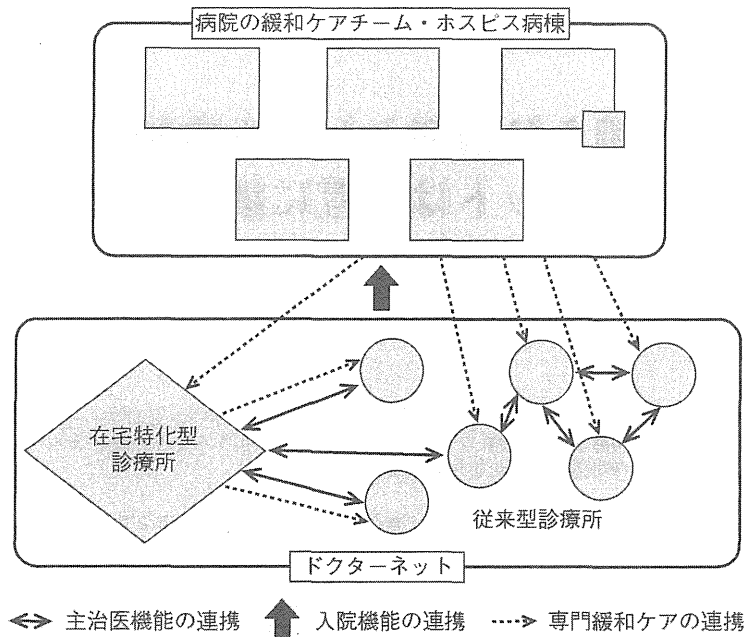 病院の緩和ケアチーム・ホスピス病棟
在宅特化型
診療所
従来型診療所
ドクターネット
主治医機能の連携
入院機能の連携
専門緩和ケアの連携